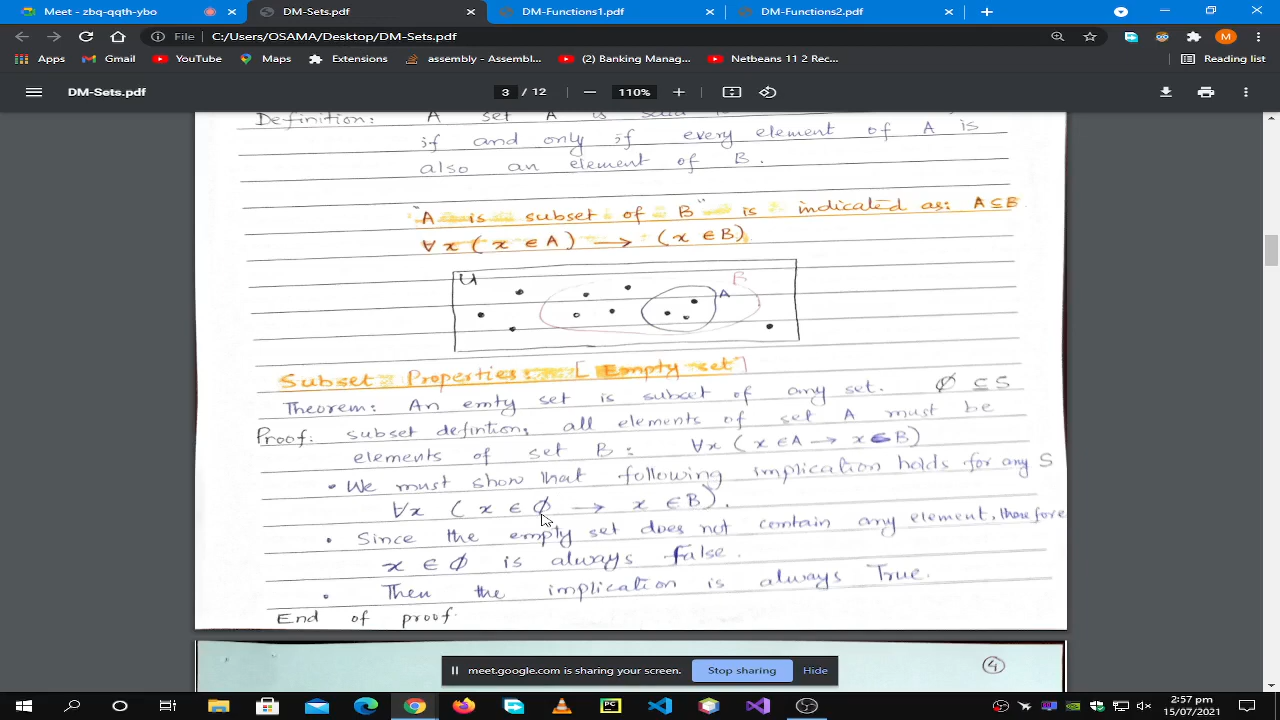 Meet - zbq-qqth-ybo
DM-Sets.pdf
DM-Functions1.pdf
DM-Functions2.pdf
File
C:/Users/OSAMA/Desktop/DM-Sets.pdf
M
Apps
Gmail
YouTube
Maps
Extensions
assembly - Assembl...
(2) Banking Manag...
Netbeans 11 2 Rec...
Reading list
DM-Sets.pdf
3 / 12
110%
Definition: A set A is said
if and only if every element of A is
also an element of B.
"A is subset of B" is indicated as: A ⊆ B
∀x (x ∈ A) → (x ∈ B)
U
B
A
Subset Properties: [Empty set]
Theorem: An emty set is subset of any set. ∅ ⊆ S
Proof: subset defintion, all elements of set A must be
elements of set B: ∀x (x ∈ A → x ∈ B)
• We must show that following implication holds for any S
∀x (x ∈ ∅ → x ∈ B).
• Since the empty set does not contain any element, therefore
x ∈ ∅ is always false.
• Then the implication is always True.
End of proof.
4
meet.google.com is sharing your screen.
Stop sharing
Hide
2:57 pm
15/07/2021